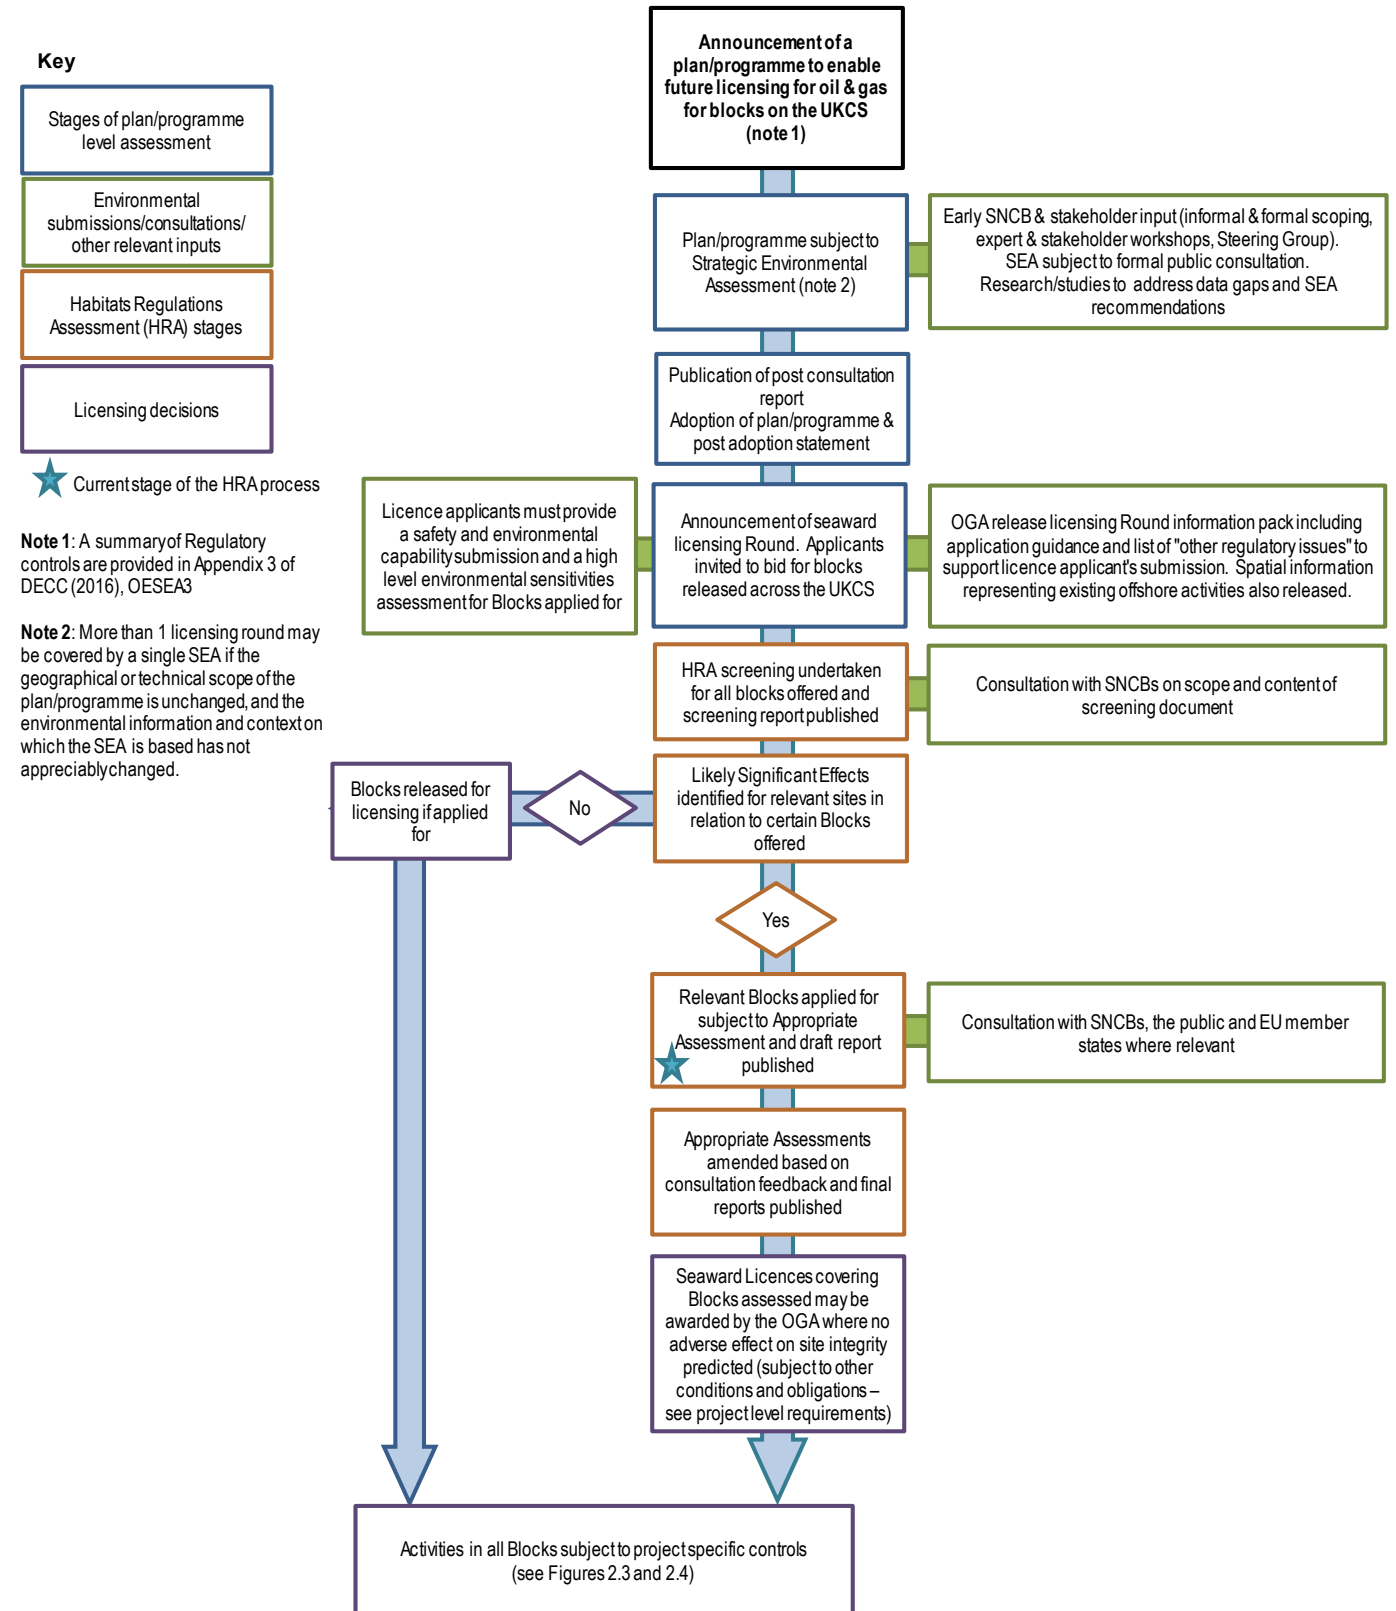 Key
Stages of plan/programme
level assessment
Environmental
submissions/consultations/
other relevant inputs
Habitats Regulations
Assessment (HRA) stages
Licensing decisions
Current stage of the HRA process
Note 1: A summary of Regulatory
controls are provided in Appendix 3 of
DECC (2016), OESEA3
Note 2: More than 1 licensing round may
be covered by a single SEA if the
geographical or technical scope of the
plan/programme is unchanged, and the
environmental information and context on
which the SEA is based has not
appreciably changed.
Announcement of a
plan/programme to enable
future licensing for oil & gas
for blocks on the UKCS
(note 1)
Plan/programme subject to
Strategic Environmental
Assessment (note 2)
Early SNCB & stakeholder input (informal & formal scoping,
expert & stakeholder workshops, Steering Group).
SEA subject to formal public consultation.
Research/studies to address data gaps and SEA
recommendations
Publication of post consultation
report
Adoption of plan/programme &
post adoption statement
Licence applicants must provide
a safety and environmental
capability submission and a high
level environmental sensitivities
assessment for Blocks applied for
Announcement of seaward
licensing Round. Applicants
invited to bid for blocks
released across the UKCS
OGA release licensing Round information pack including
application guidance and list of "other regulatory issues" to
support licence applicant's submission. Spatial information
representing existing offshore activities also released.
HRA screening undertaken
for all blocks offered and
screening report published
Consultation with SNCBs on scope and content of
screening document
Likely Significant Effects
identified for relevant sites in
relation to certain Blocks
offered
No
Blocks released for
licensing if applied
for
Yes
Relevant Blocks applied for
subject to Appropriate
Assessment and draft report
published
Consultation with SNCBs, the public and EU member
states where relevant
Appropriate Assessments
amended based on
consultation feedback and final
reports published
Seaward Licences covering
Blocks assessed may be
awarded by the OGA where no
adverse effect on site integrity
predicted (subject to other
conditions and obligations –
see project level requirements)
Activities in all Blocks subject to project specific controls
(see Figures 2.3 and 2.4)